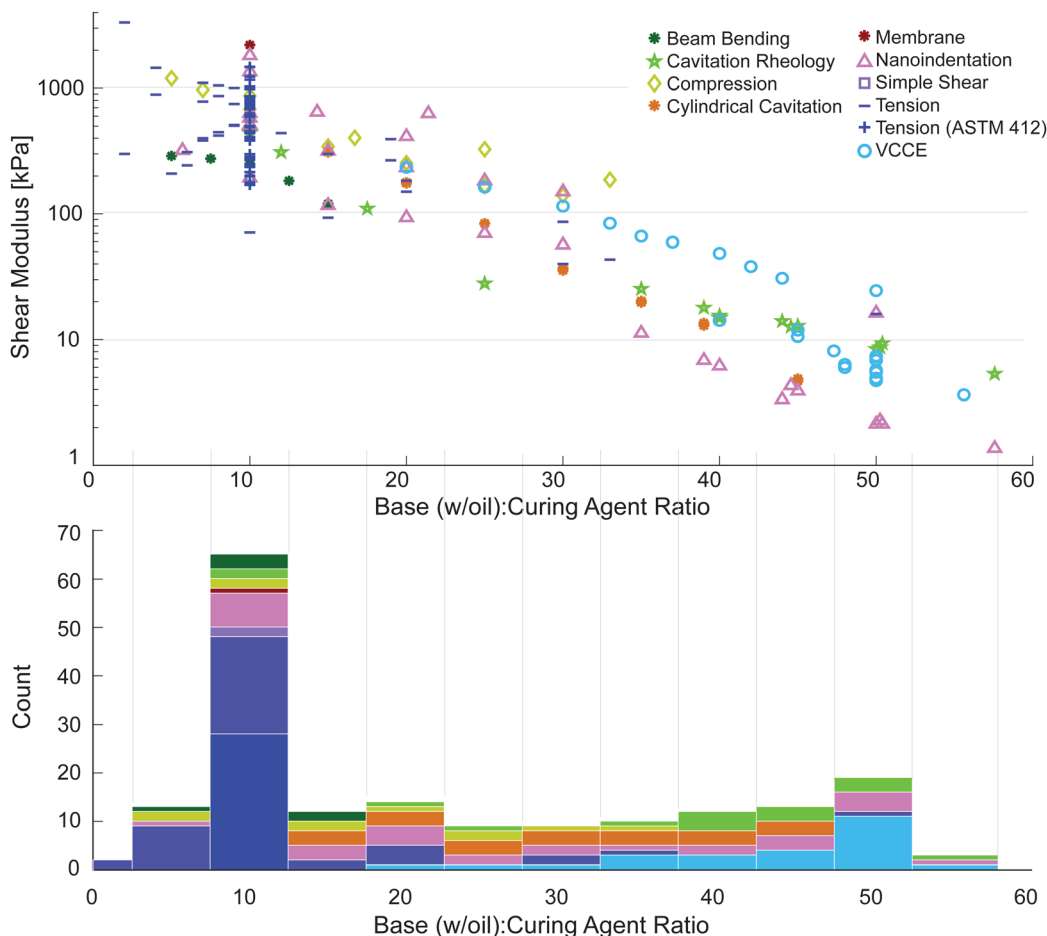 1000
100
10
1
Shear Modulus [kPa]
Beam Bending
Cavitation Rheology
Compression
Cylindrical Cavitation
Membrane
Nanoindentation
Simple Shear
Tension
Tension (ASTM 412)
VCCE
0 10 20 30 40 50 60
Base (w/oil):Curing Agent Ratio
70
60
50
40
30
20
10
0
Count
0 10 20 30 40 50 60
Base (w/oil):Curing Agent Ratio